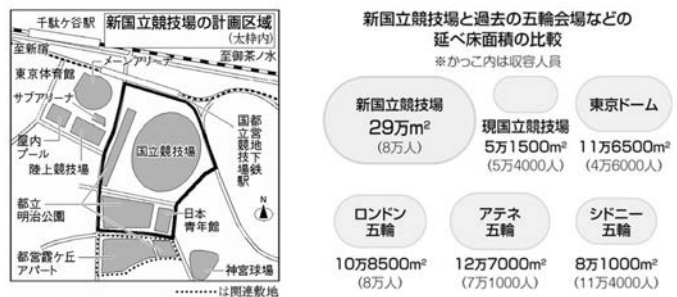 千駄ケ谷駅
新国立競技場の計画区域
(太枠内)
至新宿
至御茶ノ水
東京体育館
メーンアリーナ
サブアリーナ
屋内
プール
陸上競技場
国立競技場
都営地下鉄
国立競技場駅
都立
明治公園
日本
青年館
N
都営霞ケ丘
アパート
神宮球場
は関連敷地
新国立競技場と過去の五輪会場などの
延べ床面積の比較
※かっこ内は収容人員
新国立競技場
29万m²
(8万人)
現国立競技場
5万1500m²
(5万4000人)
東京ドーム
11万6500m²
(4万6000人)
ロンドン
五輪
10万8500m²
(8万人)
アテネ
五輪
12万7000m²
(7万1000人)
シドニー
五輪
8万1000m²
(11万4000人)